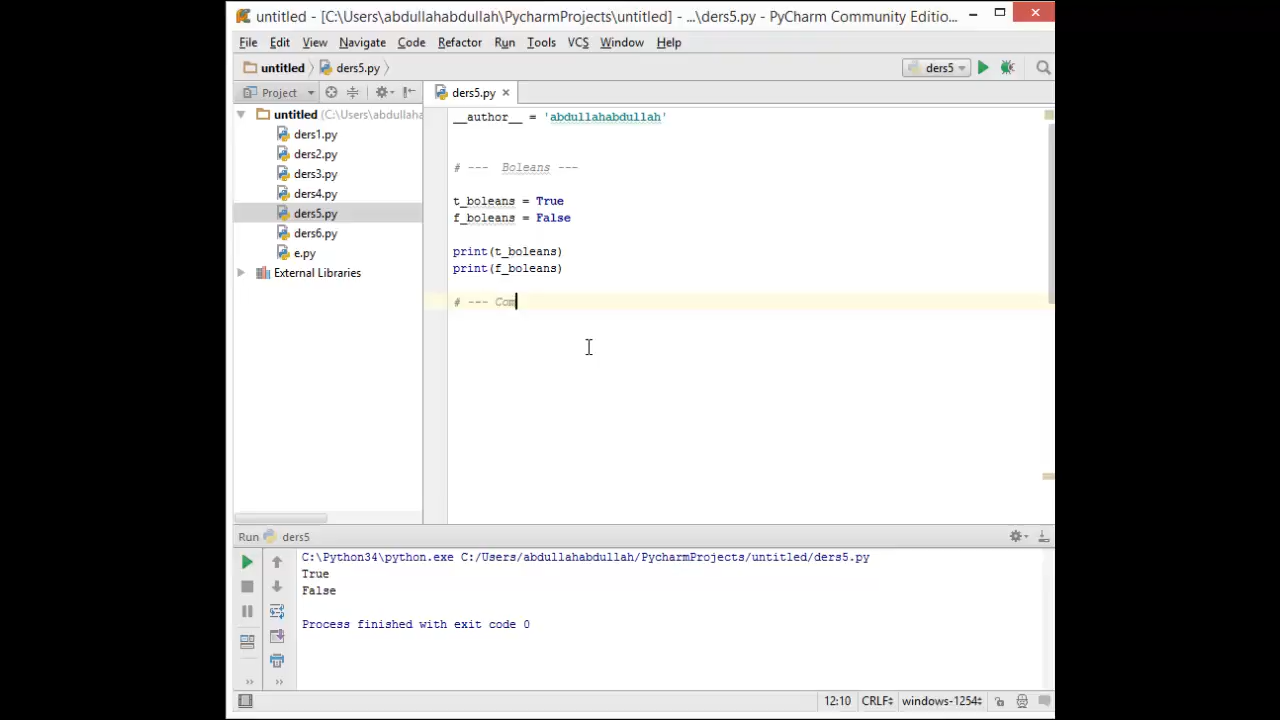 untitled - [C:\Users\abdullahabdullah\PycharmProjects\untitled] - ...\ders5.py - PyCharm Community Editio...
File Edit View Navigate Code Refactor Run Tools VCS Window Help
untitled ders5.py ders5
Project ders5.py
untitled (C:\Users\abdullaha
ders1.py
ders2.py
ders3.py
ders4.py
ders5.py
ders6.py
e.py
External Libraries
__author__ = 'abdullahabdullah'
# --- Boleans ---
t_boleans = True
f_boleans = False
print(t_boleans)
print(f_boleans)
# --- Com
Run ders5
C:\Python34\python.exe C:/Users/abdullahabdullah/PycharmProjects/untitled/ders5.py
True
False
Process finished with exit code 0
12:10 CRLF windows-1254